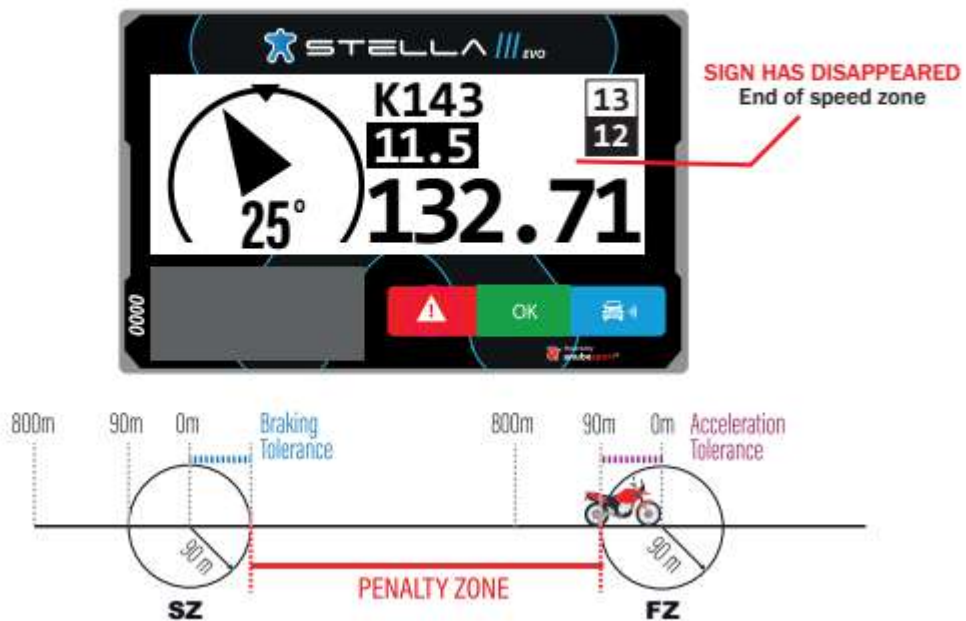 STELLA III EVO
SIGN HAS DISAPPEARED
End of speed zone
K143
13
11.5
12
132.71
25°
0000
OK
800m 90m 0m Braking Tolerance 800m 90m 0m Acceleration Tolerance
90 m
90 m
PENALTY ZONE
SZ
FZ